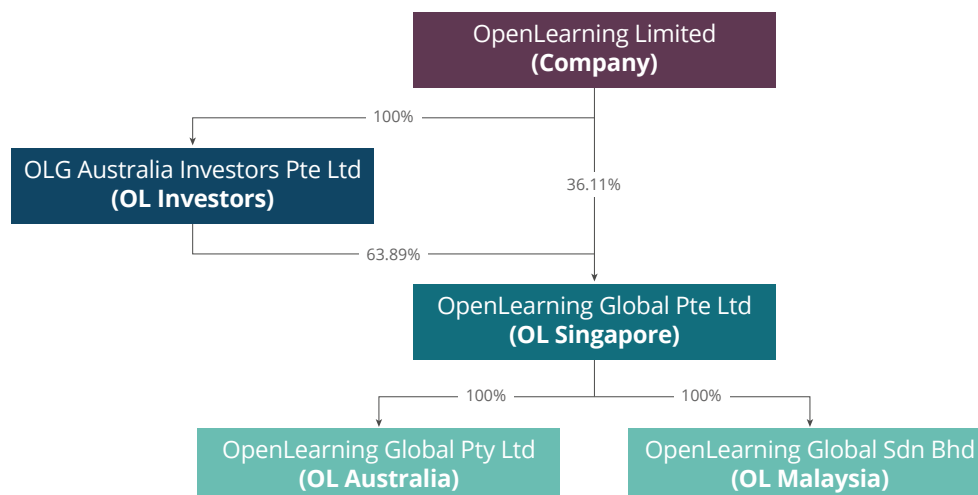 OpenLearning Limited
(Company)
100%
OLG Australia Investors Pte Ltd
(OL Investors)
36.11%
63.89%
OpenLearning Global Pte Ltd
(OL Singapore)
100%
100%
OpenLearning Global Pty Ltd
(OL Australia)
OpenLearning Global Sdn Bhd
(OL Malaysia)